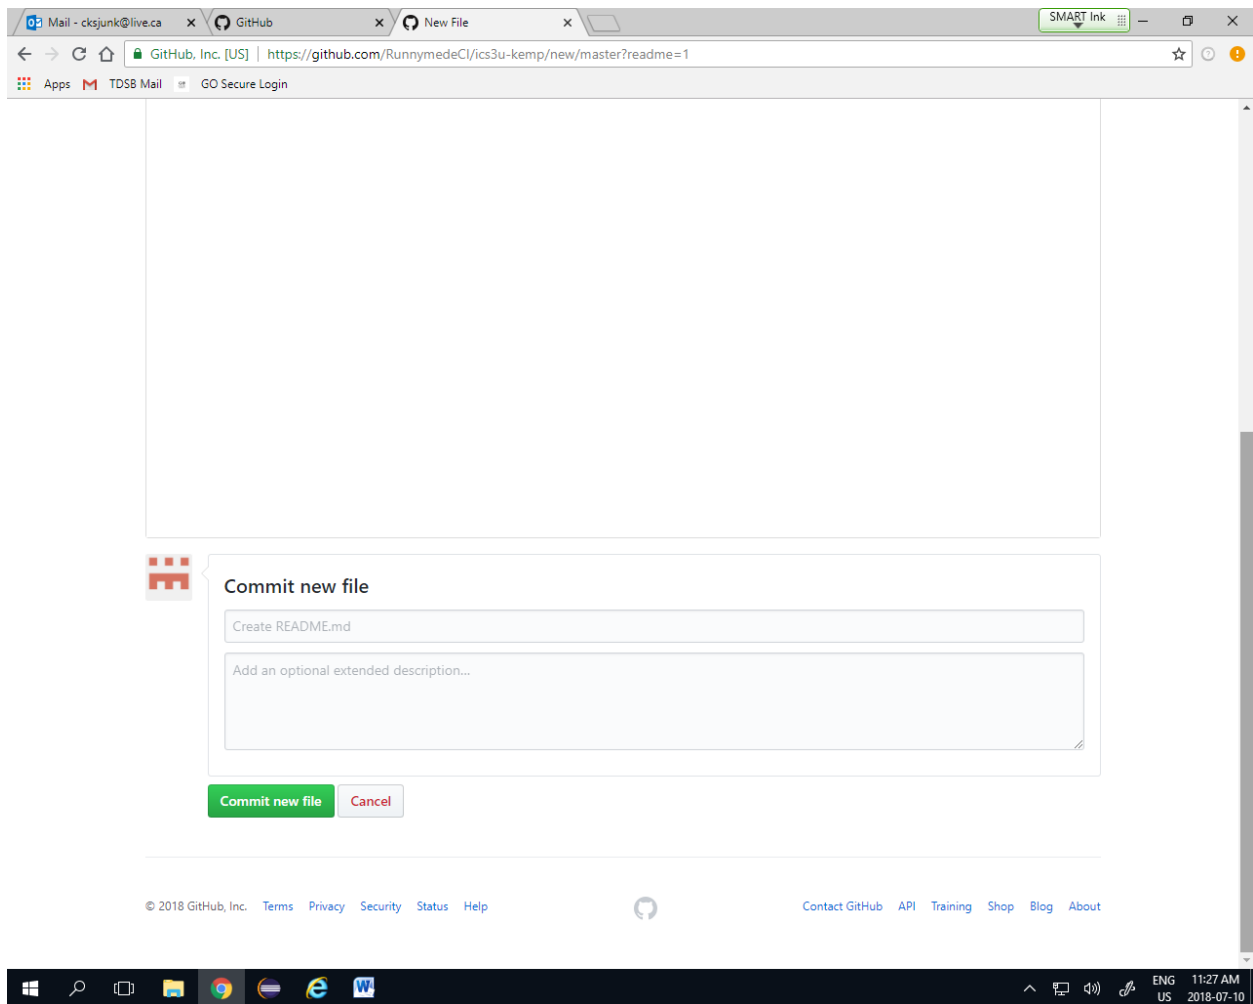 Mail - cksjunk@live.ca
GitHub
New File
SMART Ink
GitHub, Inc. [US] | https://github.com/RunnymedeCI/ics3u-kemp/new/master?readme=1
Apps TDSB Mail GO Secure Login
Commit new file
Create README.md
Add an optional extended description...
Commit new file Cancel
© 2018 GitHub, Inc. Terms Privacy Security Status Help Contact GitHub API Training Shop Blog About
ENG 11:27 AM
US 2018-07-10